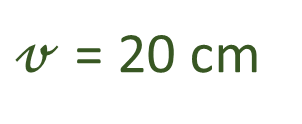 𝓋 = 20 cm